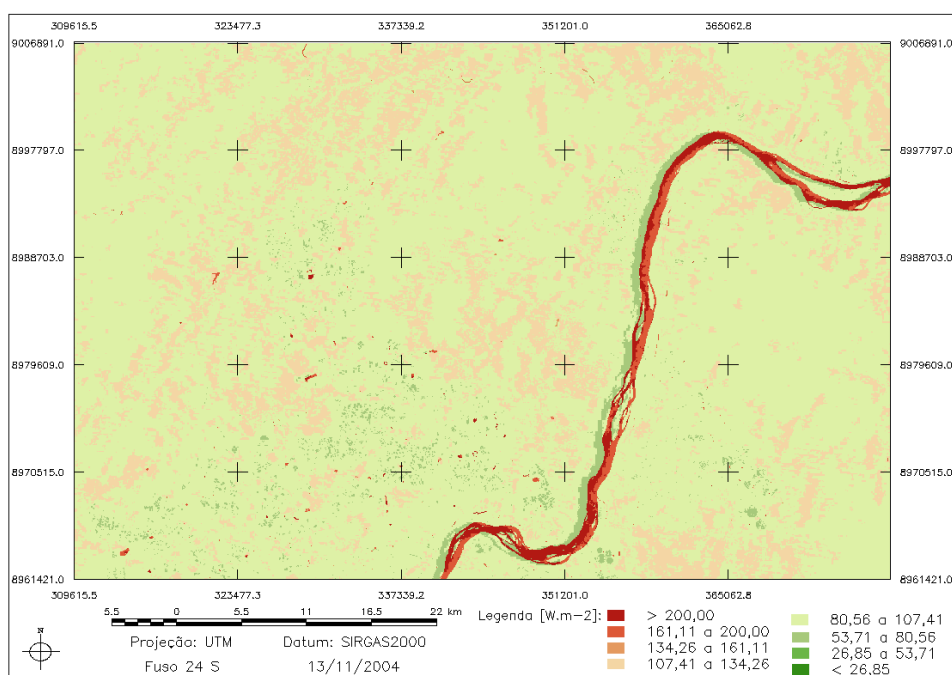 309615.5 323477.3 337339.2 351201.0 365062.8
9006891.0 9006891.0
8997797.0 8997797.0
8988703.0 8988703.0
8979609.0 8979609.0
8970515.0 8970515.0
8961421.0 8961421.0
309615.5 323477.3 337339.2 351201.0 365062.8
5.5 0 5.5 11 16.5 22 km
Projeção: UTM Datum: SIRGAS2000
Fuso 24 S 13/11/2004
N
Legenda [W.m-2]:
> 200,00
161,11 a 200,00
134,26 a 161,11
107,41 a 134,26
80,56 a 107,41
53,71 a 80,56
26,85 a 53,71
< 26,85